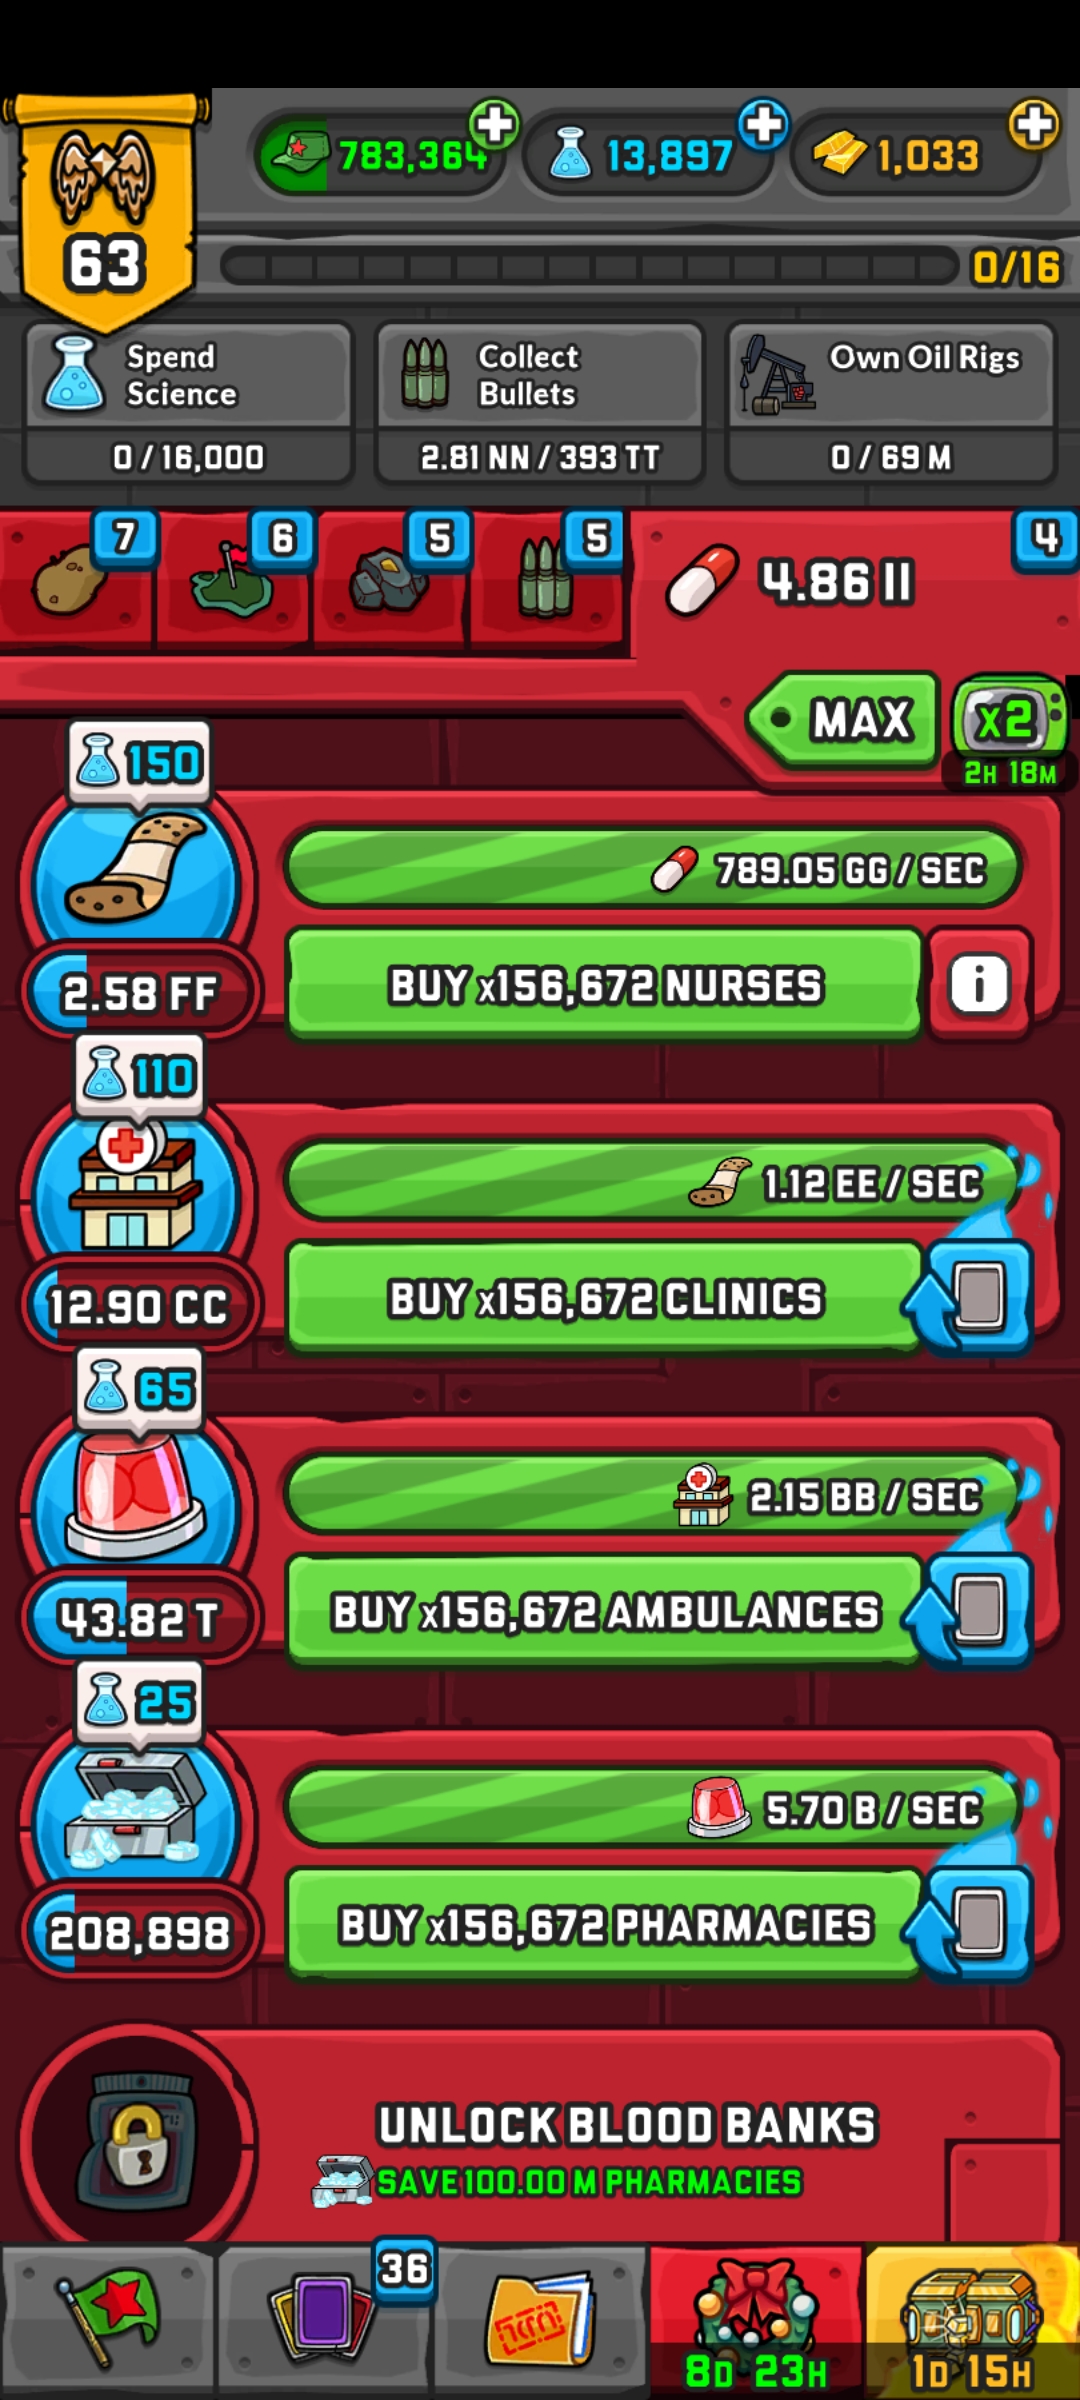 63
783,364
13,897
1,033
0/16
Spend
Science
0 / 16,000
Collect
Bullets
2.81 NN / 393 TT
Own Oil Rigs
0 / 69 M
7
6
5
5
4
4.86 II
MAX
x2
2H 18M
150
789.05 GG / SEC
2.58 FF
BUY x156,672 NURSES
i
110
1.12 EE / SEC
12.90 CC
BUY x156,672 CLINICS
65
2.15 BB / SEC
43.82 T
BUY x156,672 AMBULANCES
25
5.70 B / SEC
208,898
BUY x156,672 PHARMACIES
UNLOCK BLOOD BANKS
SAVE 100.00 M PHARMACIES
36
8D 23H
1D 15H